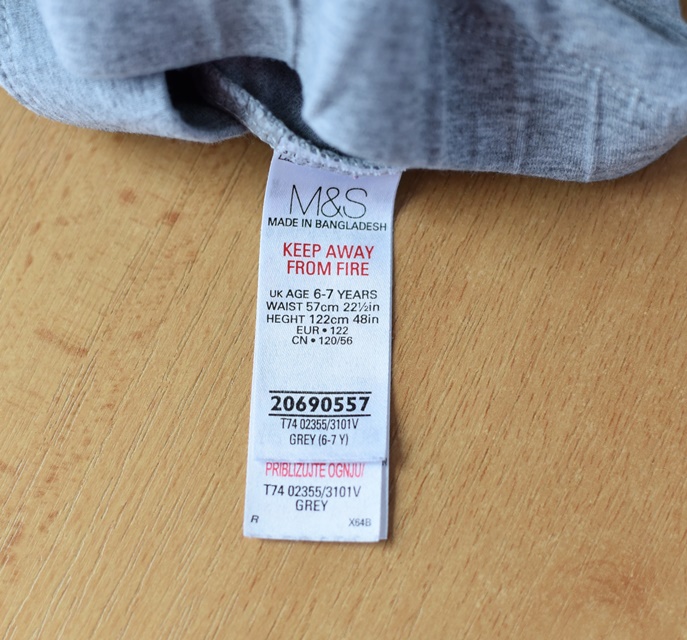 M&S
MADE IN BANGLADESH
KEEP AWAY
FROM FIRE
UK AGE 6-7 YEARS
WAIST 57cm 22½in
HEGHT 122cm 48in
EUR • 122
CN • 120/56
20690557
T74 02355/3101V
GREY (6-7 Y)
PRIBLIZUJTE OGNJU/
T74 02355/3101V
GREY
R X64B